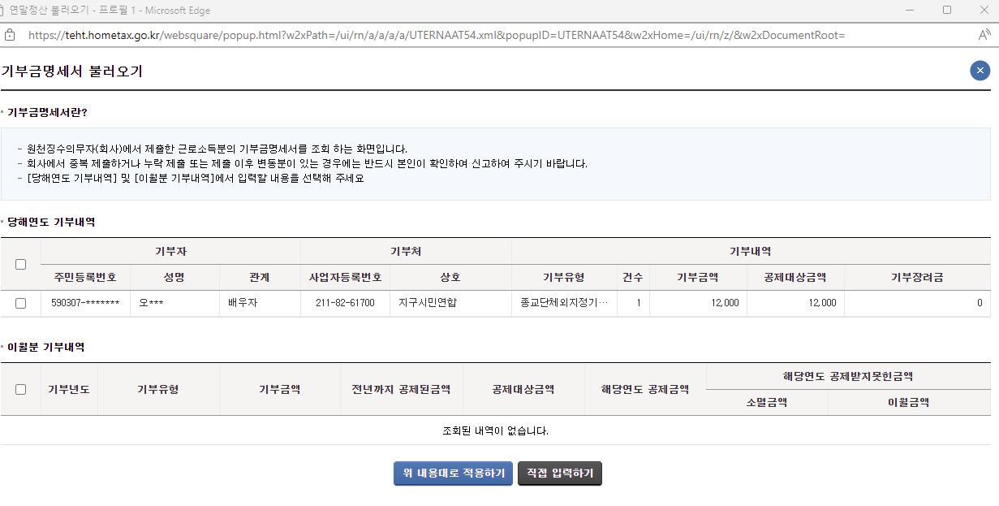 연말정산 불러오기 - 프로필 1 - Microsoft Edge
https://teht.hometax.go.kr/websquare/popup.html?w2xPath=/ui/rn/a/a/a/a/UTERNAAT54.xml&popupID=UTERNAAT54&w2xHome=/ui/rn/z/&w2xDocumentRoot=
기부금명세서 불러오기
기부금명세서란?
- 원천징수의무자(회사)에서 제출한 근로소득분의 기부금명세서를 조회 하는 화면입니다.
- 회사에서 중복 제출하거나 누락 제출 또는 제출 이후 변동분이 있는 경우에는 반드시 본인이 확인하여 신고하여 주시기 바랍니다.
- [당해연도 기부내역] 및 [이월분 기부내역]에서 입력할 내용을 선택해 주세요
당해연도 기부내역
기부자 기부처 기부내역
주민등록번호 성명 관계 사업자등록번호 상호 기부유형 건수 기부금액 공제대상금액 기부장려금
590307-******* 오*** 배우자 211-82-61700 지구시민연합 종교단체외지정기… 1 12,000 12,000 0
이월분 기부내역
기부년도 기부유형 기부금액 전년까지 공제된금액 공제대상금액 해당연도 공제금액 해당연도 공제받지못힌금액
소멸금액 이월금액
조회된 내역이 없습니다.
위 내용대로 적용하기 직접 입력하기